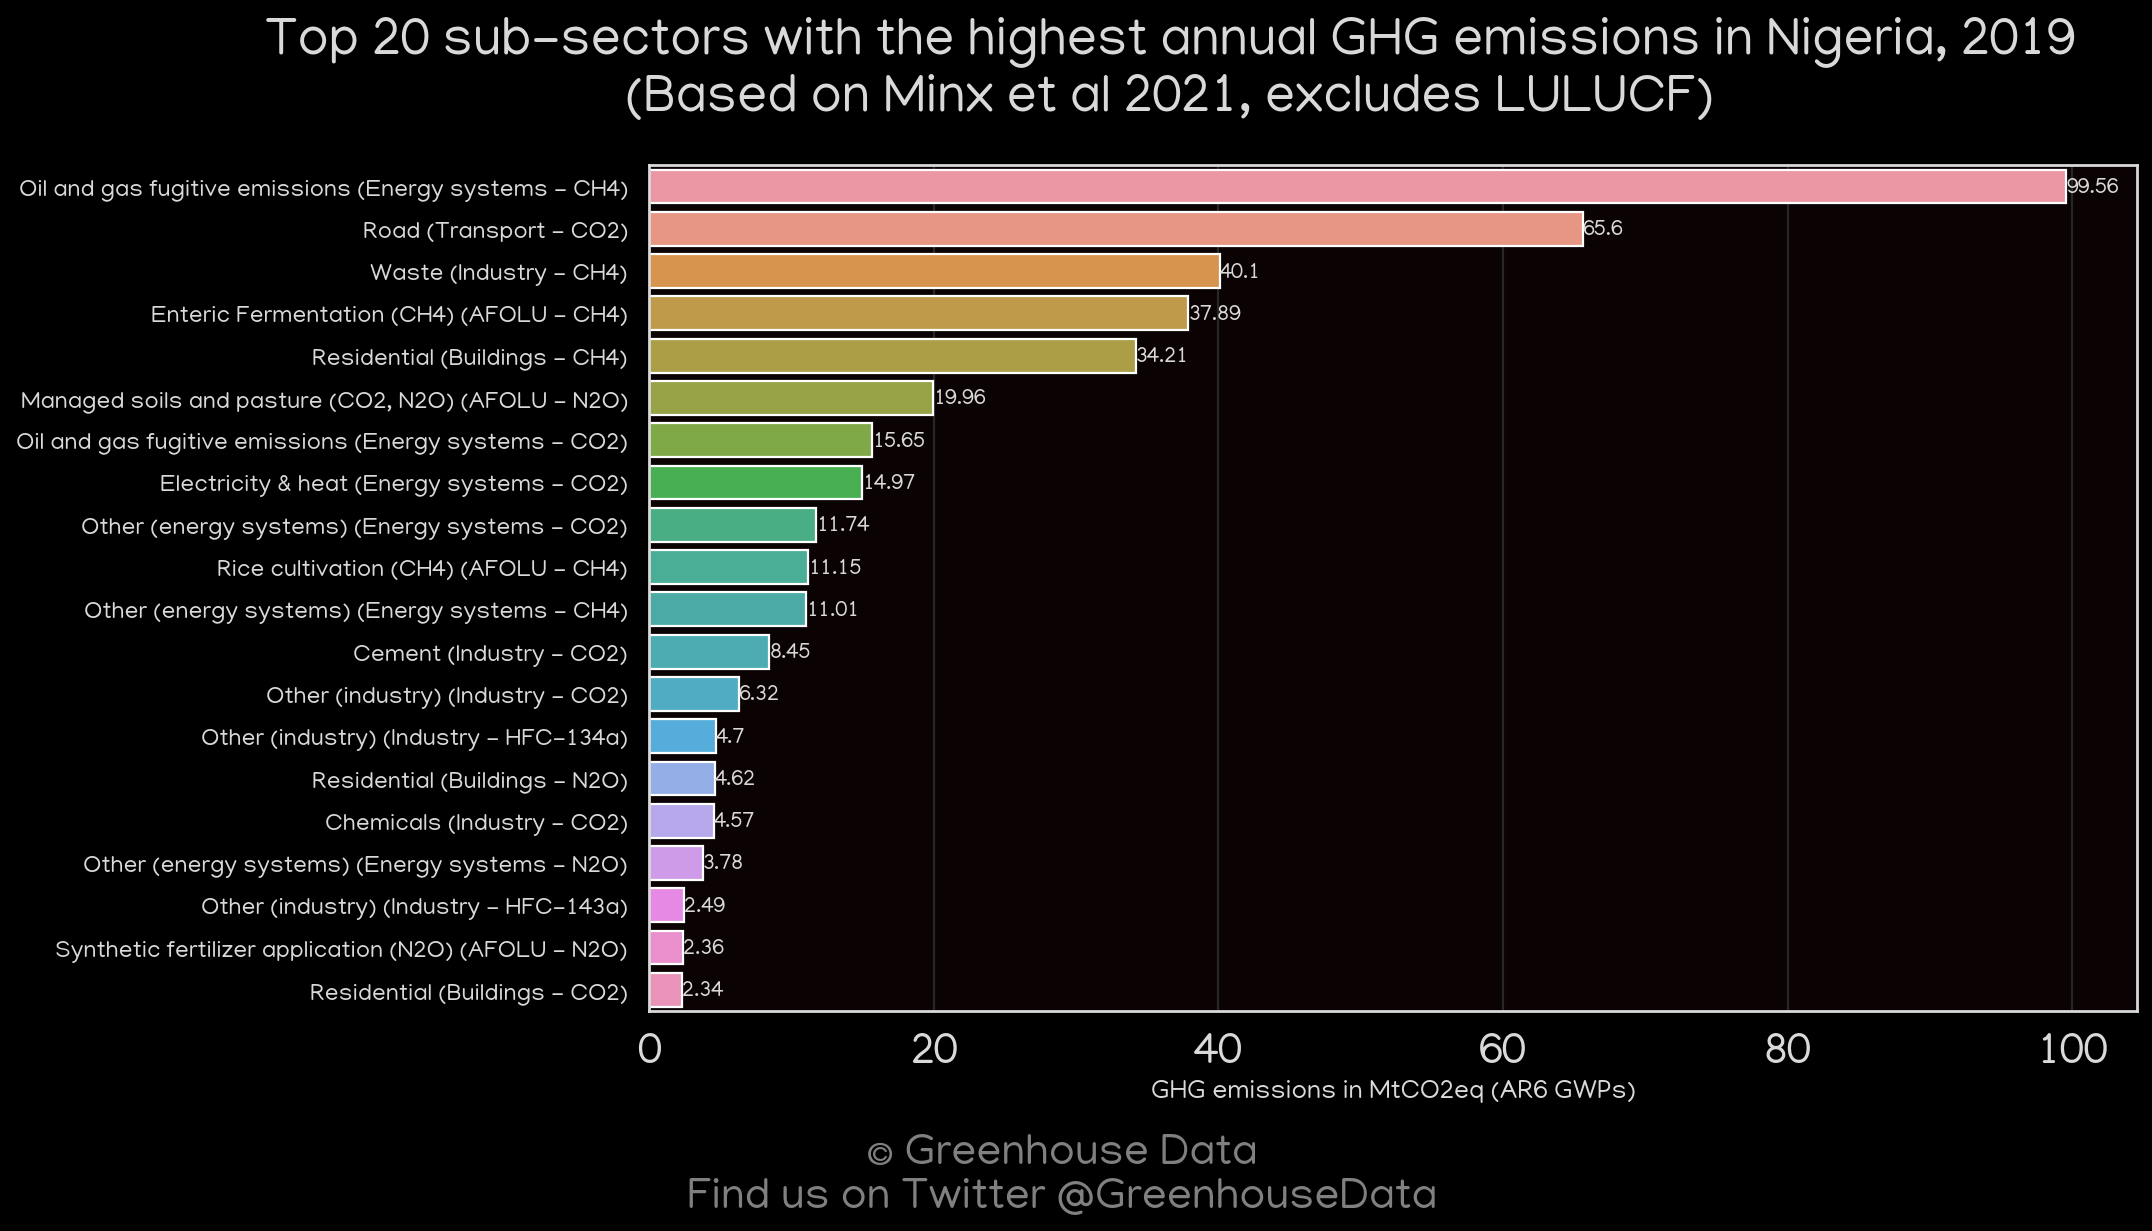 Top 20 sub-sectors with the highest annual GHG emissions in Nigeria, 2019
(Based on Minx et al 2021, excludes LULUCF)
Oil and gas fugitive emissions (Energy systems - CH4) 99.56
Road (Transport - CO2) 65.6
Waste (Industry - CH4) 40.1
Enteric Fermentation (CH4) (AFOLU - CH4) 37.89
Residential (Buildings - CH4) 34.21
Managed soils and pasture (CO2, N2O) (AFOLU - N2O) 19.96
Oil and gas fugitive emissions (Energy systems - CO2) 15.65
Electricity & heat (Energy systems - CO2) 14.97
Other (energy systems) (Energy systems - CO2) 11.74
Rice cultivation (CH4) (AFOLU - CH4) 11.15
Other (energy systems) (Energy systems - CH4) 11.01
Cement (Industry - CO2) 8.45
Other (industry) (Industry - CO2) 6.32
Other (industry) (Industry - HFC-134a) 4.7
Residential (Buildings - N2O) 4.62
Chemicals (Industry - CO2) 4.57
Other (energy systems) (Energy systems - N2O) 3.78
Other (industry) (Industry - HFC-143a) 2.49
Synthetic fertilizer application (N2O) (AFOLU - N2O) 2.36
Residential (Buildings - CO2) 2.34
0 20 40 60 80 100
GHG emissions in MtCO2eq (AR6 GWPs)
© Greenhouse Data
Find us on Twitter @GreenhouseData